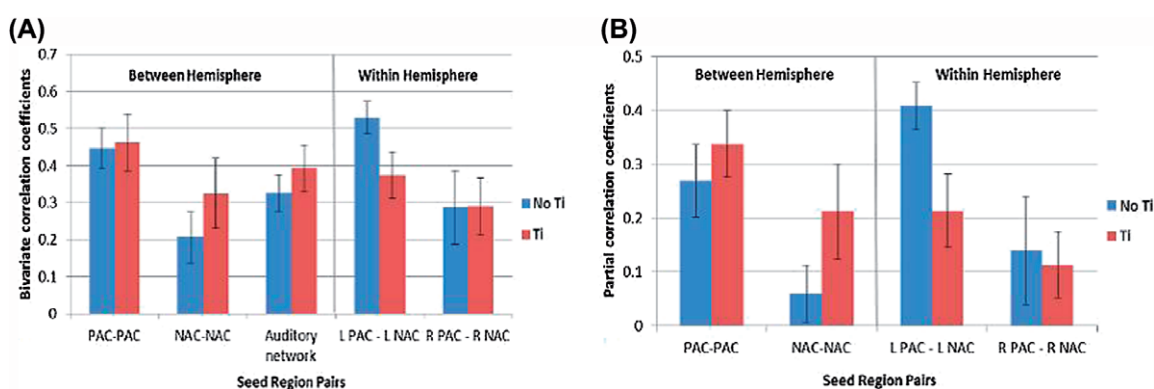 (A)
Bivariate correlation coefficients
0.7
0.6
0.5
0.4
0.3
0.2
0.1
0
Between Hemisphere
Within Hemisphere
PAC-PAC
NAC-NAC
Auditory
network
L PAC - L NAC
R PAC - R NAC
Seed Region Pairs
No Ti
Ti
(B)
Partial correlation coefficients
0.5
0.4
0.3
0.2
0.1
0
Between Hemisphere
Within Hemisphere
PAC-PAC
NAC-NAC
L PAC - L NAC
R PAC - R NAC
Seed Region Pairs
No Ti
Ti